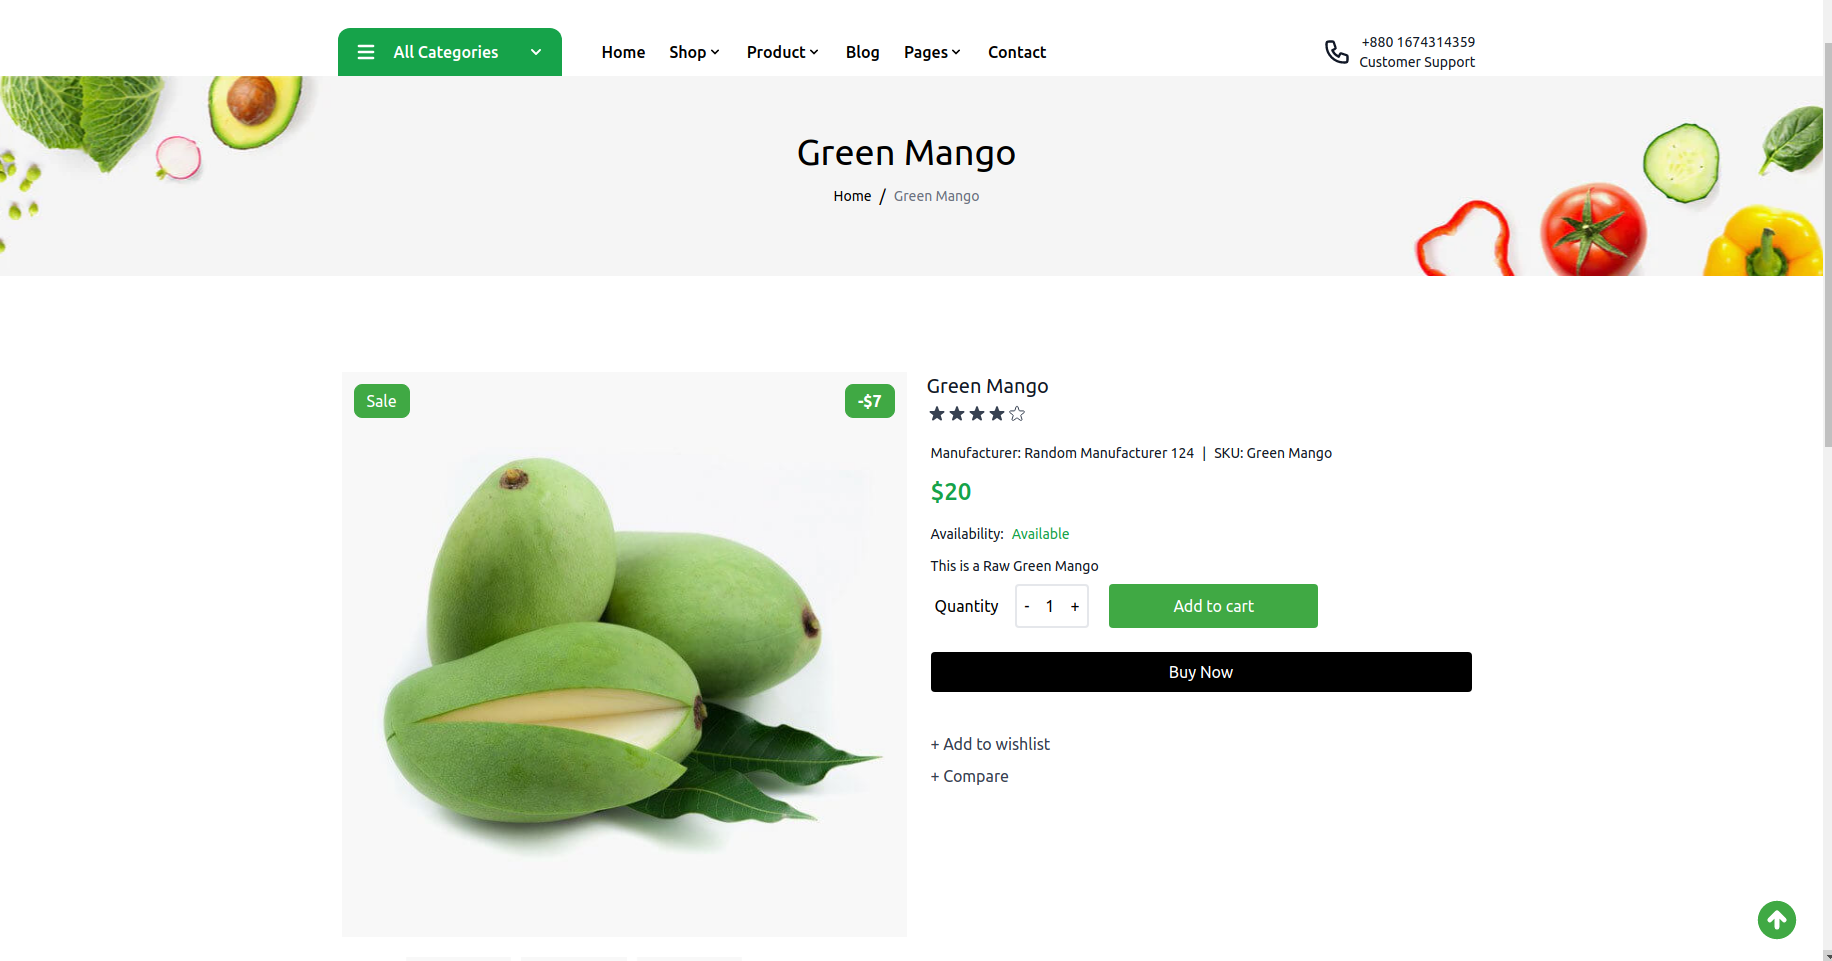 All Categories
Home Shop Product Blog Pages Contact
+880 1674314359
Customer Support
Green Mango
Home / Green Mango
Sale
-$7
Green Mango
Manufacturer: Random Manufacturer 124 | SKU: Green Mango
$20
Availability: Available
This is a Raw Green Mango
Quantity - 1 + Add to cart
Buy Now
+ Add to wishlist
+ Compare